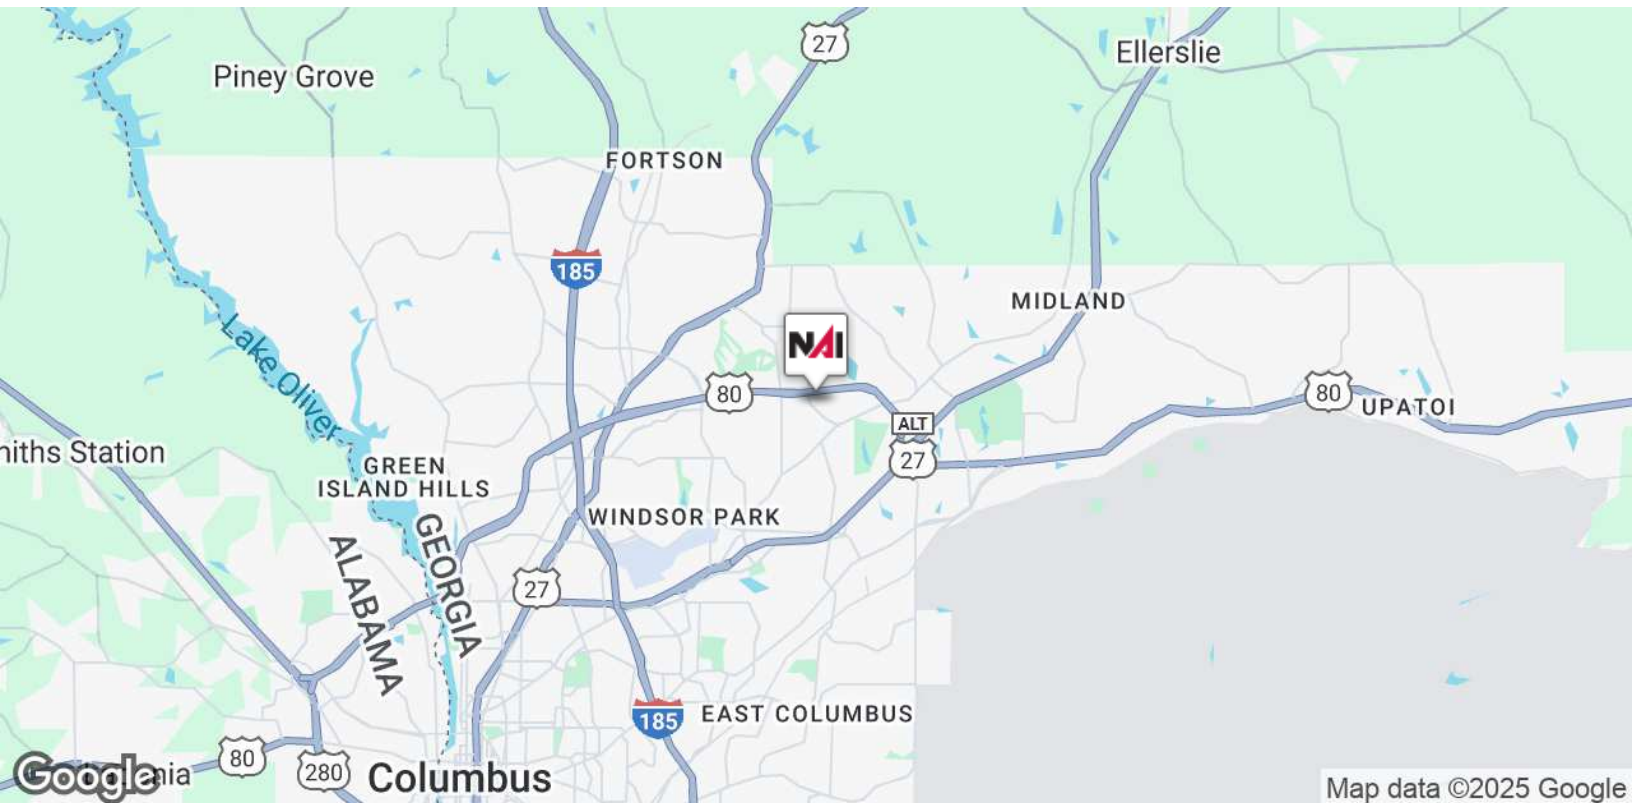 27
Ellerslie
Piney Grove
FORTSON
185
MIDLAND
Lake Oliver
NAI
80
80
UPATOI
ALT
27
niths Station
GREEN
ISLAND HILLS
WINDSOR PARK
GEORGIA
ALABAMA
27
185
EAST COLUMBUS
80
280
Columbus
Google
Map data ©2025 Google